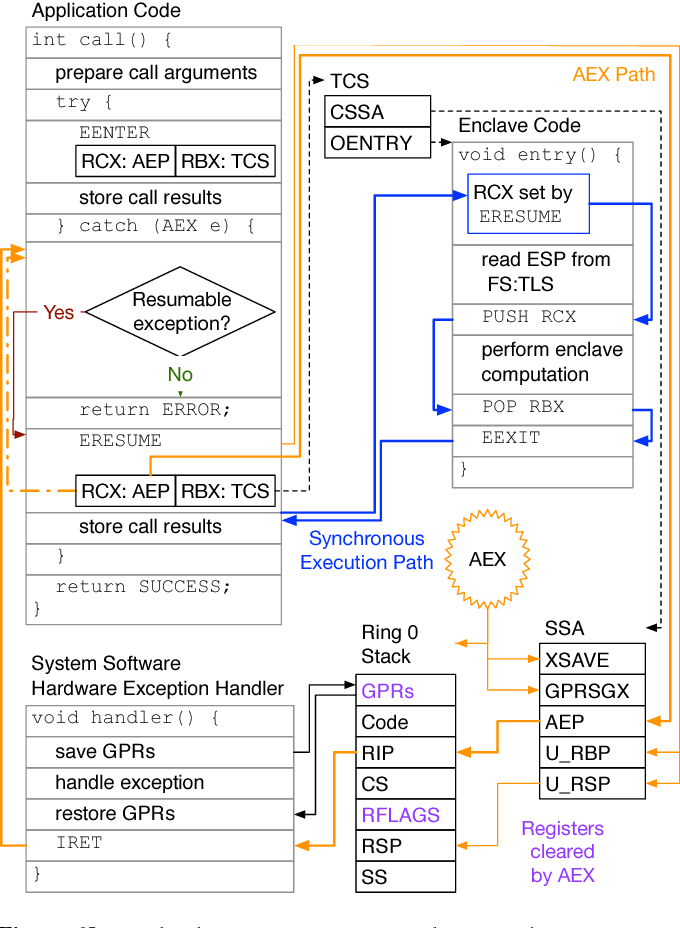 Application Code
int call() {
prepare call arguments
try {
EENTER
RCX: AEP RBX: TCS
store call results
} catch (AEX e) {
Resumable
exception?
Yes
No
return ERROR;
ERESUME
RCX: AEP RBX: TCS
store call results
}
return SUCCESS;
}
AEX Path
TCS
CSSA
OENTRY
Enclave Code
void entry() {
RCX set by
ERESUME
read ESP from
FS:TLS
PUSH RCX
perform enclave
computation
POP RBX
EEXIT
}
Synchronous
Execution Path
AEX
System Software
Hardware Exception Handler
void handler() {
save GPRs
handle exception
restore GPRs
IRET
}
Ring 0
Stack
GPRs
Code
RIP
CS
RFLAGS
RSP
SS
SSA
XSAVE
GPRSGX
AEP
U_RBP
U_RSP
Registers
cleared
by AEX